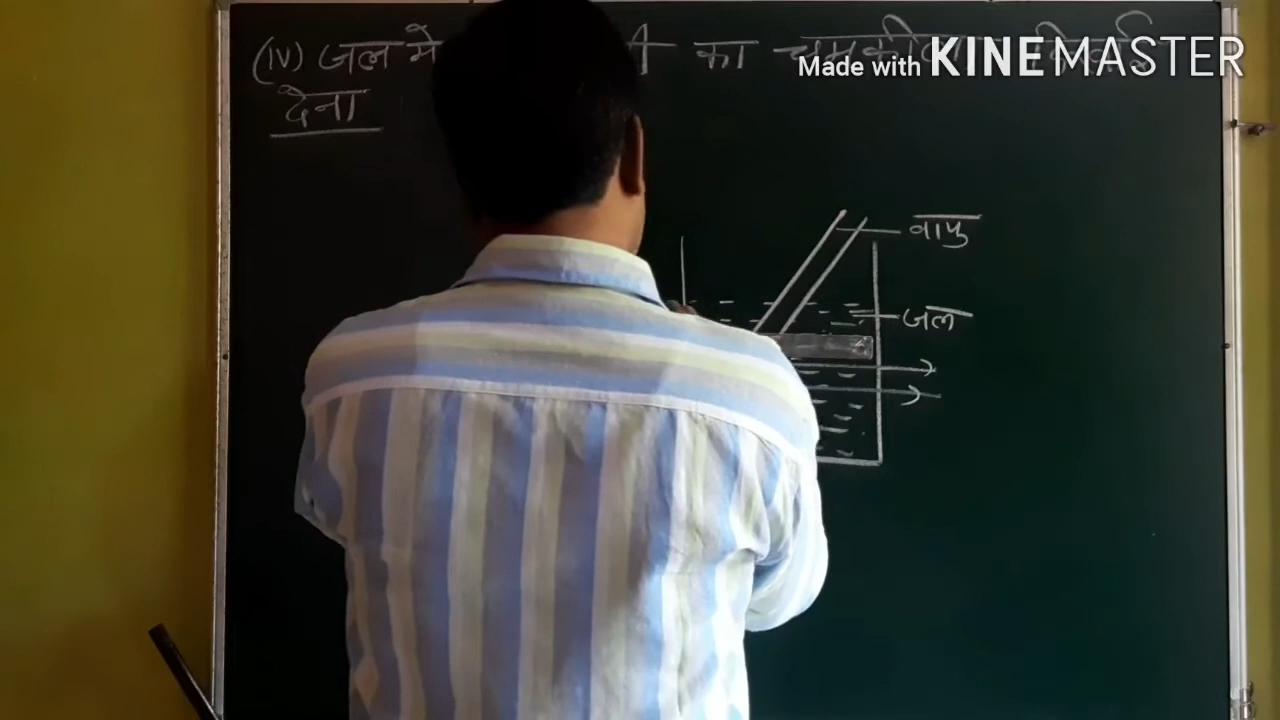 (IV) जल मे का चमकीला दिखाई
देना
Made with KINEMASTER
वायु
जल